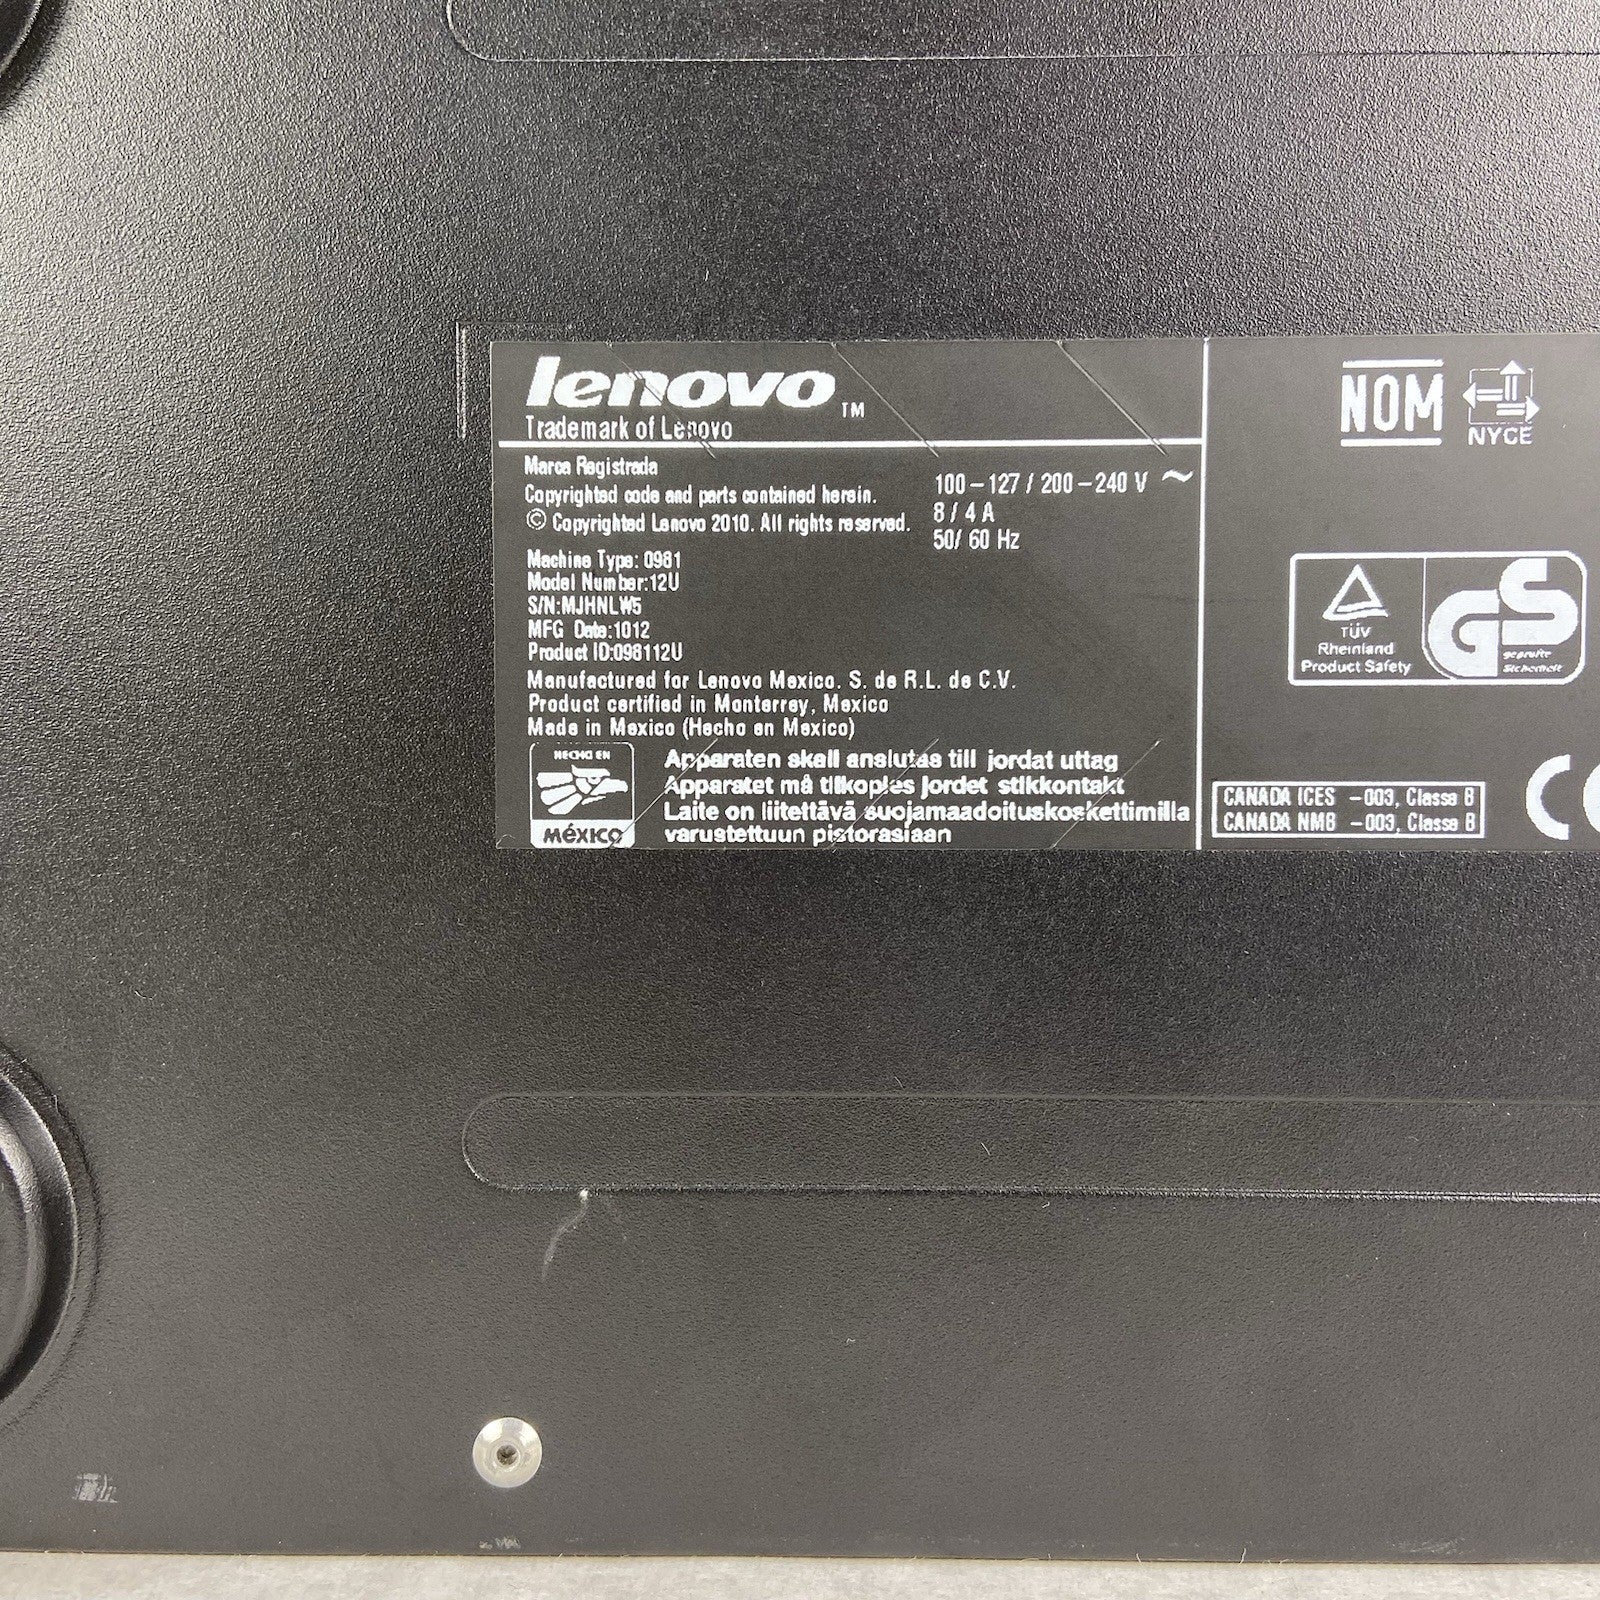 lenovo TM
Trademark of Lenovo
Marca Registrada
Copyrighted code and parts contained herein.
© Copyrighted Lenovo 2010. All rights reserved.
100-127 / 200-240 V ~
8 / 4 A
50/ 60 Hz
Machine Type: 0981
Model Number:12U
S/N:MJHNLW5
MFG Date:1012
Product ID:098112U
Manufactured for Lenovo Mexico. S. de R.L. de C.V.
Product certified in Monterrey, Mexico
Made in Mexico (Hecho en Mexico)
HECHO EN
MéXICO
Apparaten skall anslutas till jordat uttag
Apparatet må tilkoples jordet stikkontakt
Laite on liitettävä suojamaadoituskoskettimilla
varustettuun pistorasiaan
NOM
NYCE
TÜV
Rheinland
Product Safety
GS
geprüfte
Sicherheit
CANADA ICES -003, Classe B
CANADA NMB -003, Classe B
CE